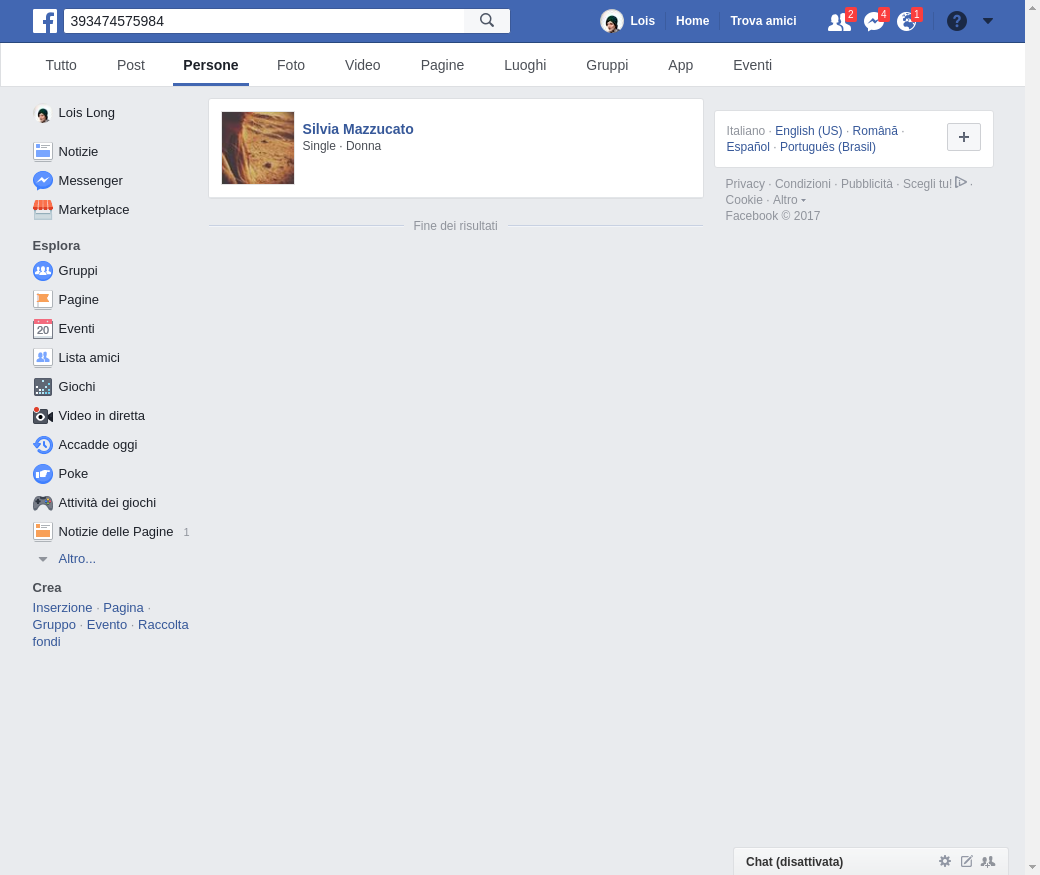 393474575984
Lois
Home
Trova amici
2
4
1
?
Tutto
Post
Persone
Foto
Video
Pagine
Luoghi
Gruppi
App
Eventi
Lois Long
Notizie
Messenger
Marketplace
Esplora
Gruppi
Pagine
20
Eventi
Lista amici
Giochi
Video in diretta
Accadde oggi
Poke
Attività dei giochi
Notizie delle Pagine 1
Altro...
Crea
Inserzione · Pagina ·
Gruppo · Evento · Raccolta
fondi
Silvia Mazzucato
Single · Donna
Fine dei risultati
Italiano · English (US) · Română ·
Español · Português (Brasil)
Privacy · Condizioni · Pubblicità · Scegli tu! ·
Cookie · Altro
Facebook © 2017
Chat (disattivata)